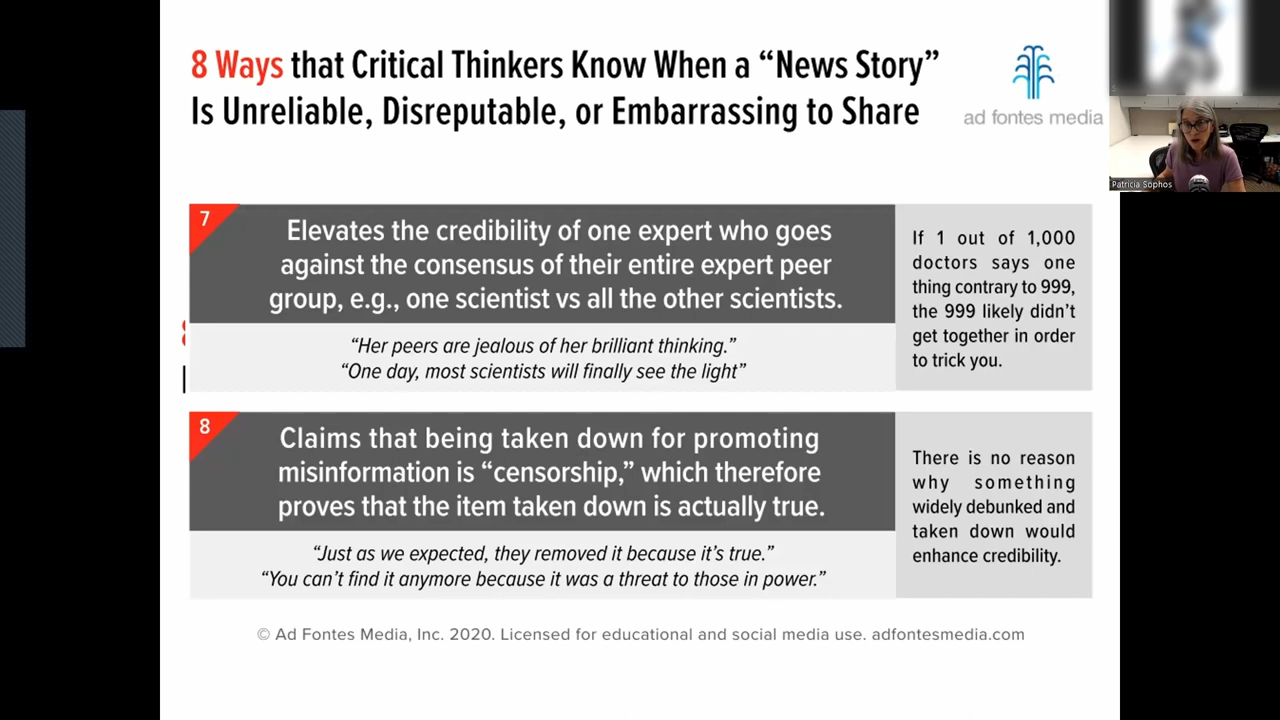 8 Ways that Critical Thinkers Know When a “News Story”
Is Unreliable, Disreputable, or Embarrassing to Share
ad fontes media
Patricia Sophos
7
Elevates the credibility of one expert who goes
against the consensus of their entire expert peer
group, e.g., one scientist vs all the other scientists.
“Her peers are jealous of her brilliant thinking.”
“One day, most scientists will finally see the light”
If 1 out of 1,000
doctors says one
thing contrary to 999,
the 999 likely didn’t
get together in order
to trick you.
8
Claims that being taken down for promoting
misinformation is “censorship,” which therefore
proves that the item taken down is actually true.
“Just as we expected, they removed it because it’s true.”
“You can’t find it anymore because it was a threat to those in power.”
There is no reason
why something
widely debunked and
taken down would
enhance credibility.
© Ad Fontes Media, Inc. 2020. Licensed for educational and social media use. adfontesmedia.com